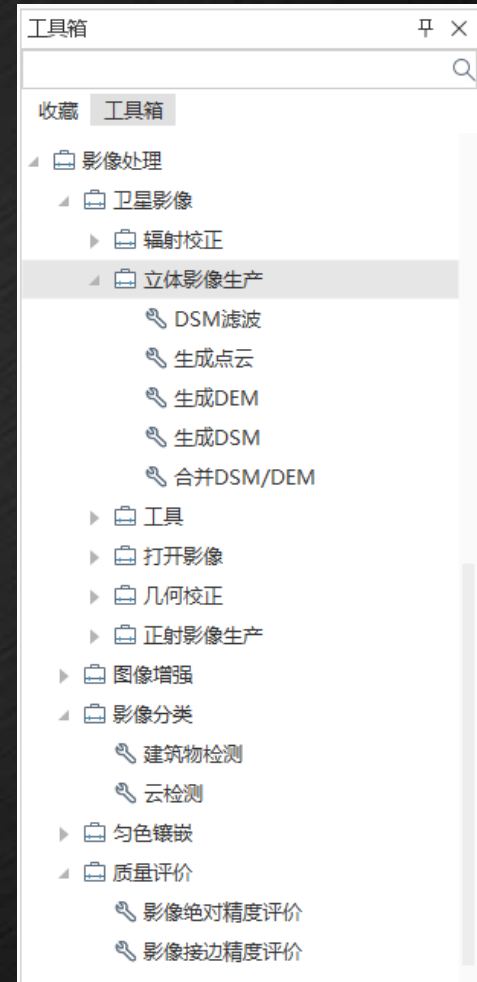 工具箱
收藏 工具箱
影像处理
卫星影像
辐射校正
立体影像生产
DSM滤波
生成点云
生成DEM
生成DSM
合并DSM/DEM
工具
打开影像
几何校正
正射影像生产
图像增强
影像分类
建筑物检测
云检测
匀色镶嵌
质量评价
影像绝对精度评价
影像接边精度评价